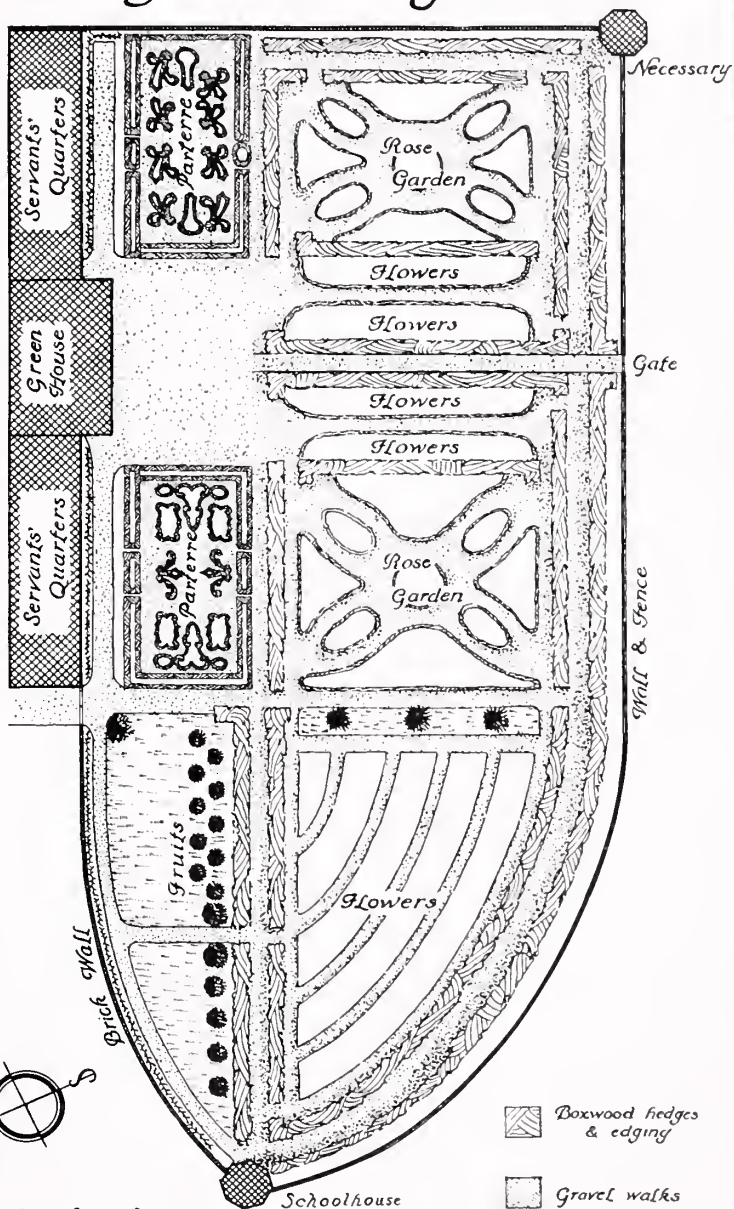 Necessary
Servants'
Quarters
Parterre
Rose
Garden
Flowers
Flowers
Green
House
Gate
Flowers
Flowers
Servants'
Quarters
Parterre
Rose
Garden
Wall & Fence
Fruits
Flowers
Brick Wall
S
Boxwood hedges
& edging
Schoolhouse
Gravel walks